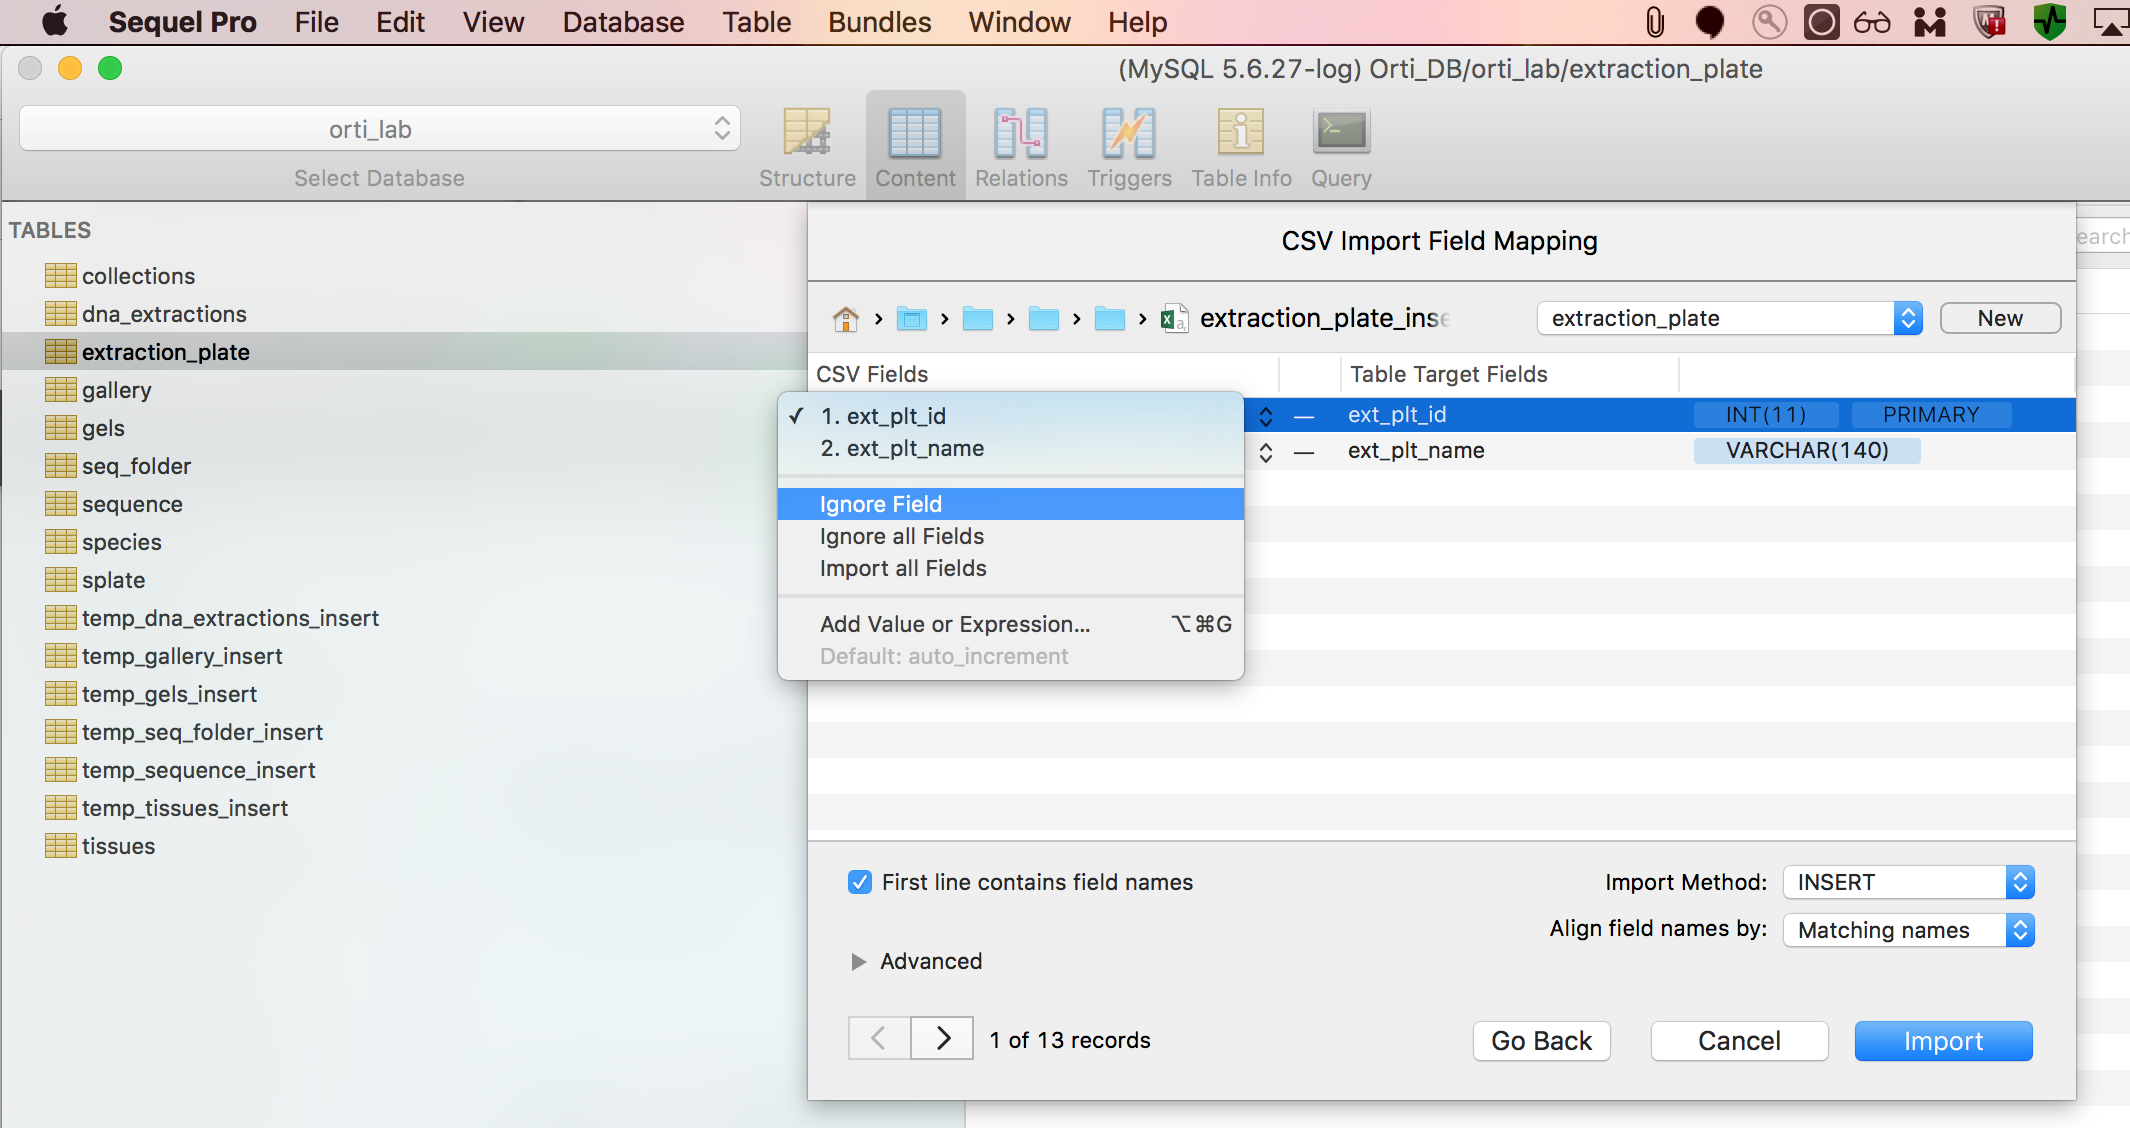 Sequel Pro File Edit View Database Table Bundles Window Help
(MySQL 5.6.27-log) Orti_DB/orti_lab/extraction_plate
orti_lab
Select Database
Structure Content Relations Triggers Table Info Query
TABLES
collections
dna_extractions
extraction_plate
gallery
gels
seq_folder
sequence
species
splate
temp_dna_extractions_insert
temp_gallery_insert
temp_gels_insert
temp_seq_folder_insert
temp_sequence_insert
temp_tissues_insert
tissues
CSV Import Field Mapping
earch
extraction_plate_inse
extraction_plate
New
CSV Fields Table Target Fields
✓ 1. ext_plt_id
2. ext_plt_name
Ignore Field
Ignore all Fields
Import all Fields
Add Value or Expression... ⌥⌘G
Default: auto_increment
— ext_plt_id INT(11) PRIMARY
— ext_plt_name VARCHAR(140)
First line contains field names
Import Method: INSERT
Align field names by: Matching names
Advanced
1 of 13 records
Go Back Cancel Import